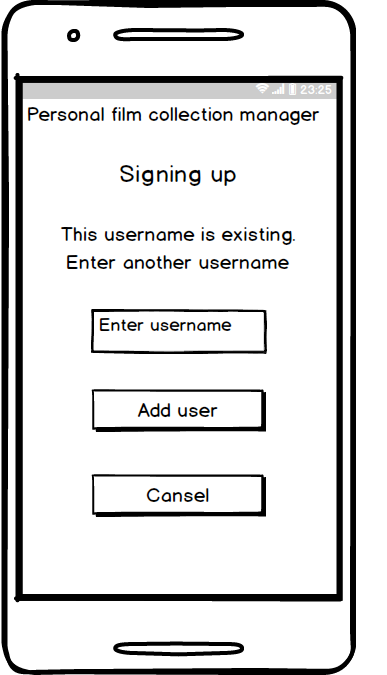 23:25
Personal film collection manager
Signing up
This username is existing.
Enter another username
Enter username
Add user
Cansel